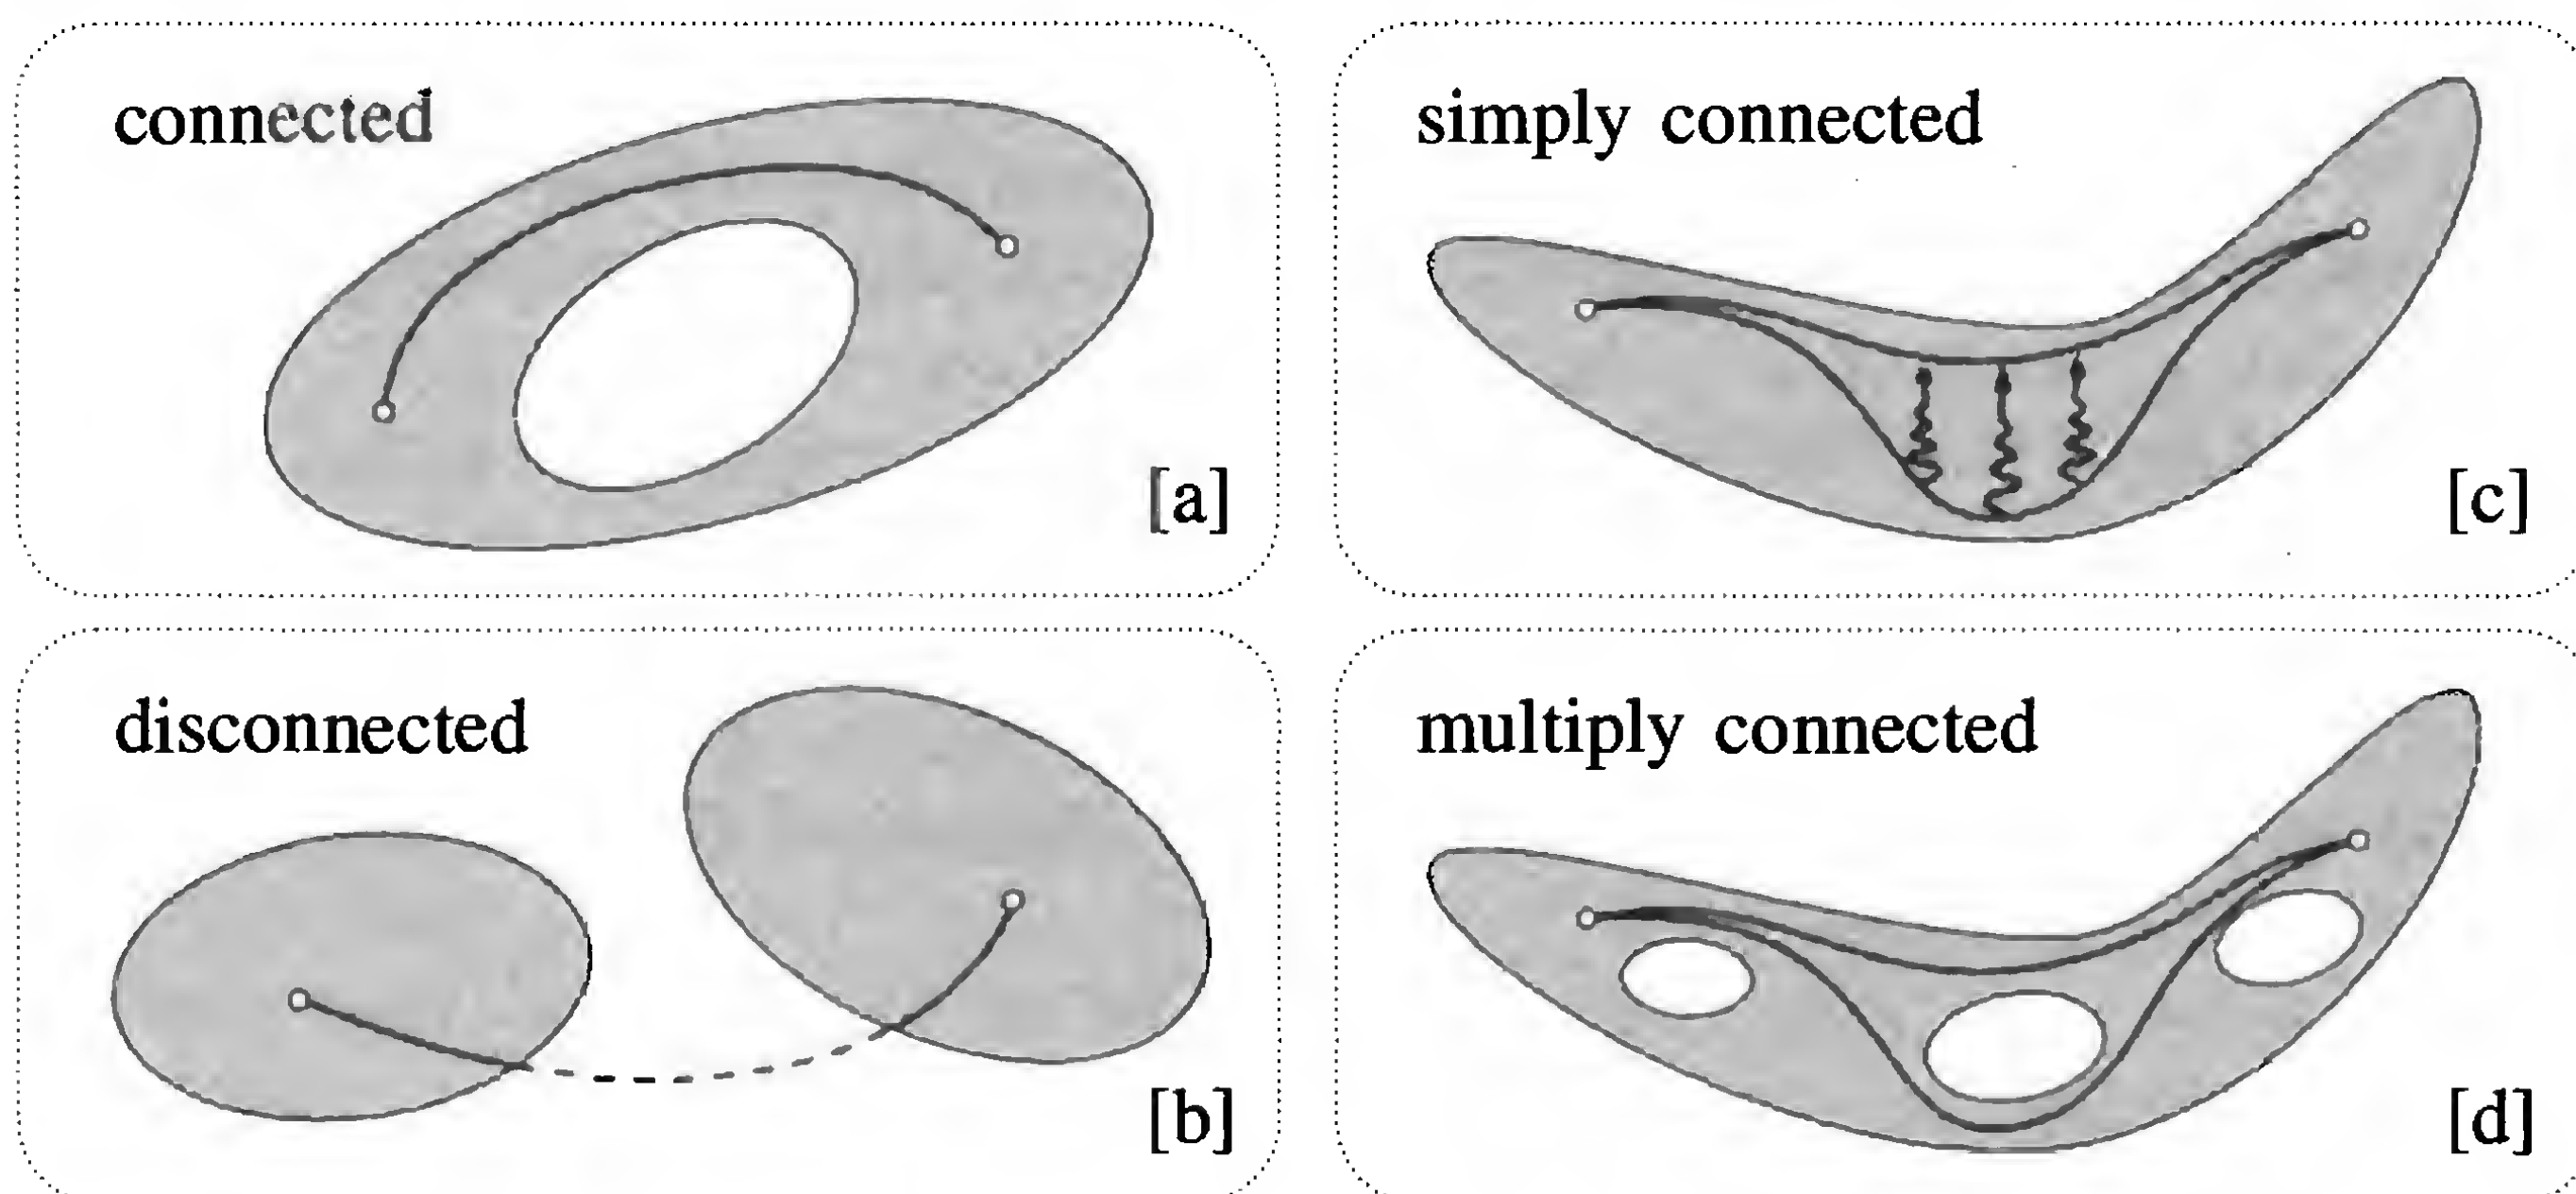 connected
[a]
simply connected
[c]
disconnected
[b]
multiply connected
[d]